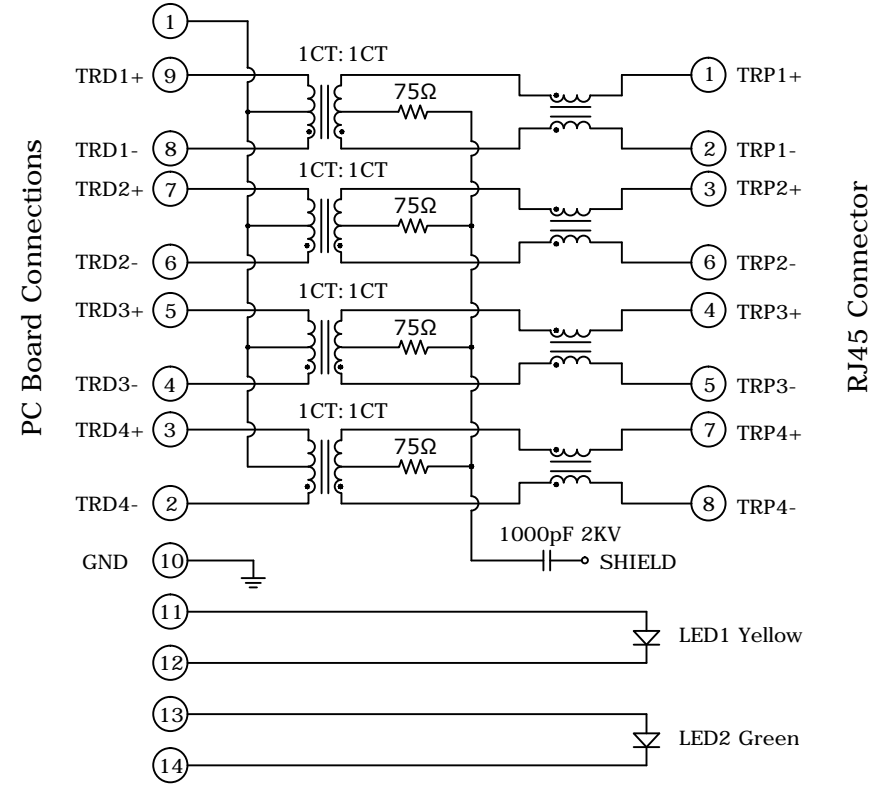 1
1CT: 1CT
TRD1+ 9 1 TRP1+
75Ω
TRD1- 8 2 TRP1-
1CT: 1CT
TRD2+ 7 3 TRP2+
75Ω
TRD2- 6 6 TRP2-
1CT: 1CT
TRD3+ 5 4 TRP3+
75Ω
TRD3- 4 5 TRP3-
1CT: 1CT
TRD4+ 3 7 TRP4+
75Ω
TRD4- 2 8 TRP4-
1000pF 2KV
GND 10 SHIELD
11
LED1 Yellow
12
13
LED2 Green
14
PC Board Connections
RJ45 Connector